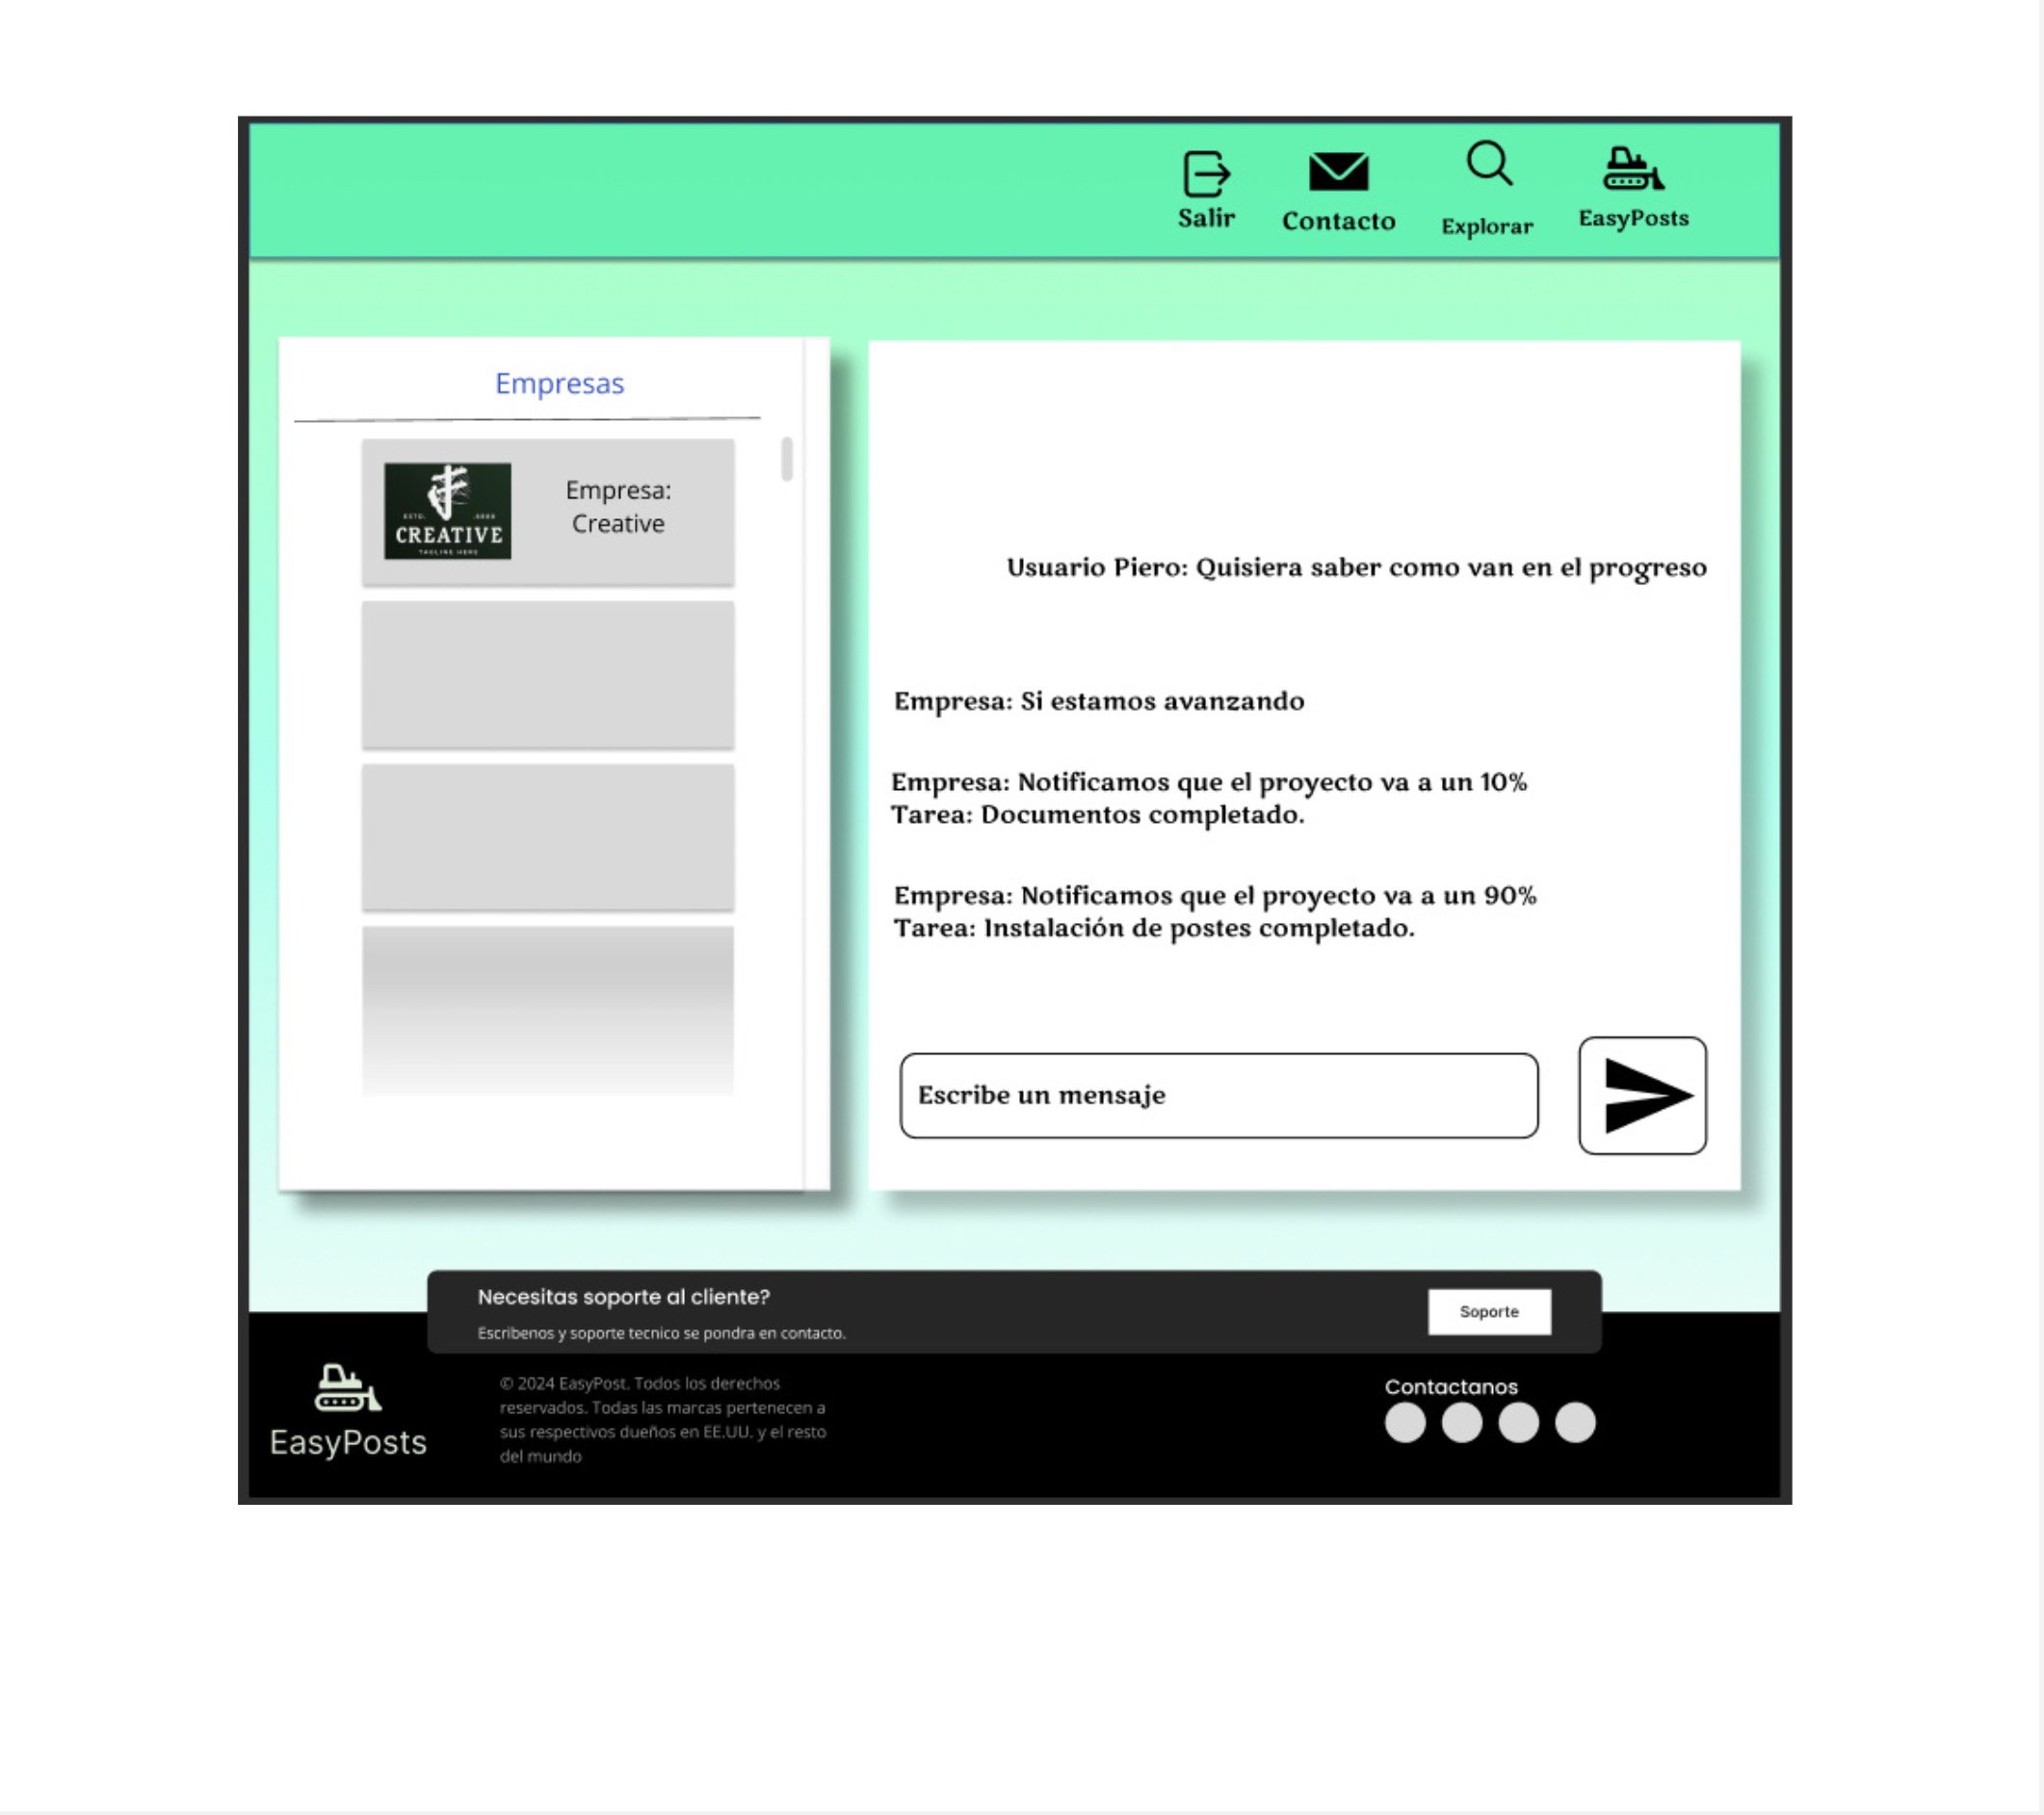 Salir
Contacto
Explorar
EasyPosts
Empresas
CREATIVE
TAGLINE HERE
Empresa:
Creative
Usuario Piero: Quisiera saber como van en el progreso
Empresa: Si estamos avanzando
Empresa: Notificamos que el proyecto va a un 10%
Tarea: Documentos completado.
Empresa: Notificamos que el proyecto va a un 90%
Tarea: Instalación de postes completado.
Escribe un mensaje
Necesitas soporte al cliente?
Escribenos y soporte tecnico se pondra en contacto.
Soporte
EasyPosts
© 2024 EasyPost. Todos los derechos
reservados. Todas las marcas pertenecen a
sus respectivos dueños en EE.UU. y el resto
del mundo
Contactanos